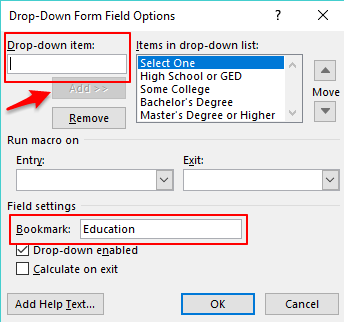 Drop-Down Form Field Options
?
Drop-down item:
Items in drop-down list:
Select One
High School or GED
Some College
Bachelor's Degree
Master's Degree or Higher
Add >>
Remove
Move
Run macro on
Entry:
Exit:
Field settings
Bookmark: Education
Drop-down enabled
Calculate on exit
Add Help Text...
OK
Cancel